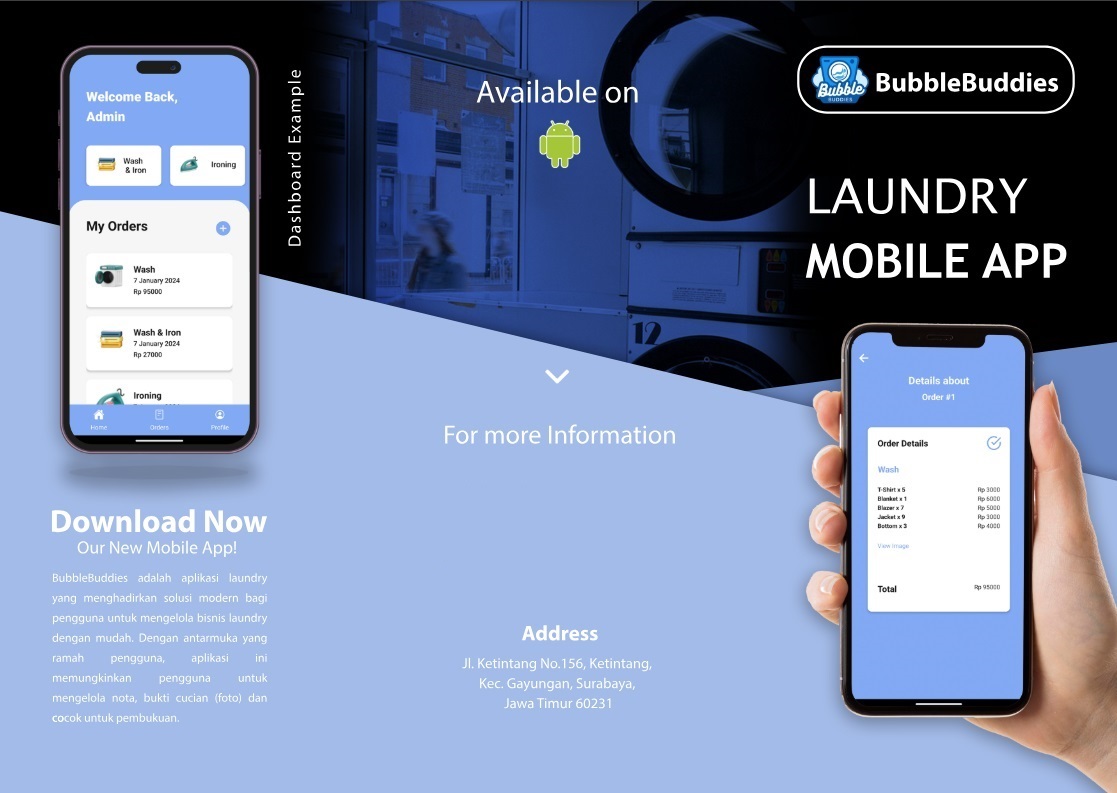 Welcome Back,
Admin
Wash
& Iron
Ironing
My Orders
Wash
7 January 2024
Rp 95000
Wash & Iron
7 January 2024
Rp 27000
Ironing
Home
Orders
Profile
Dashboard Example
Download Now
Our New Mobile App!
BubbleBuddies adalah aplikasi laundry
yang menghadirkan solusi modern bagi
pengguna untuk mengelola bisnis laundry
dengan mudah. Dengan antarmuka yang
ramah pengguna, aplikasi ini
memungkinkan pengguna untuk
mengelola nota, bukti cucian (foto) dan
cocok untuk pembukuan.
Available on
12
For more Information
Address
Jl. Ketintang No.156, Ketintang,
Kec. Gayungan, Surabaya,
Jawa Timur 60231
Bubble
BUDDIES
BubbleBuddies
LAUNDRY
MOBILE APP
Details about
Order #1
Order Details
Wash
T-Shirt x 5 Rp 3000
Blanket x 1 Rp 6000
Blazer x 7 Rp 5000
Jacket x 9 Rp 3000
Bottom x 3 Rp 4000
View Image
Total Rp 95000